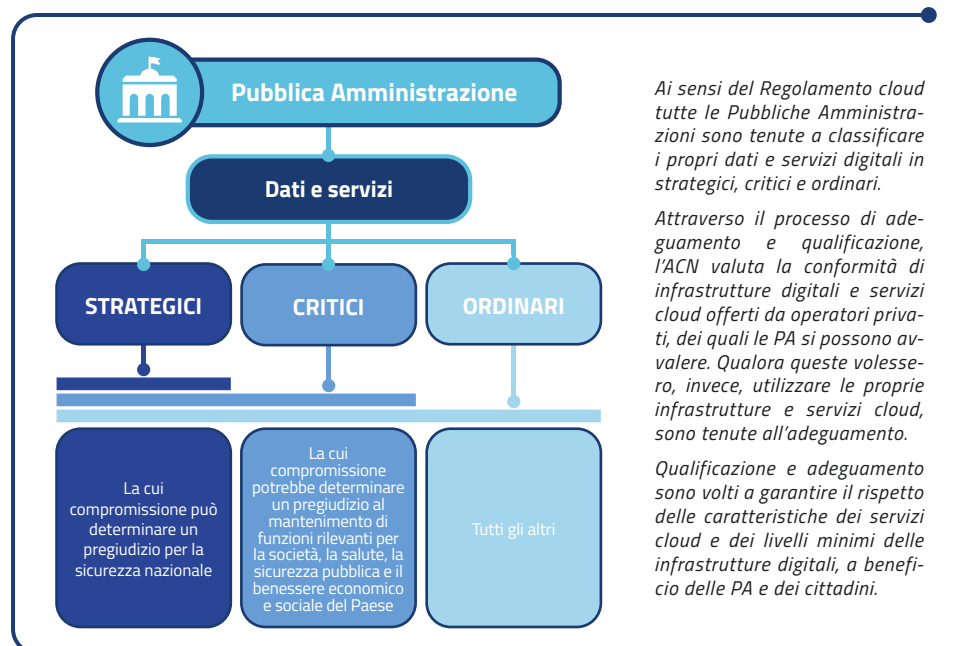 Pubblica Amministrazione
Dati e servizi
STRATEGICI
CRITICI
ORDINARI
La cui
compromissione può
determinare un
pregiudizio per la
sicurezza nazionale
La cui
compromissione
potrebbe determinare
un pregiudizio al
mantenimento di
funzioni rilevanti per
la società, la salute, la
sicurezza pubblica e il
benessere economico
e sociale del Paese
Tutti gli altri
Ai sensi del Regolamento cloud
tutte le Pubbliche Amministra-
zioni sono tenute a classificare
i propri dati e servizi digitali in
strategici, critici e ordinari.
Attraverso il processo di ade-
guamento e qualificazione,
l'ACN valuta la conformità di
infrastrutture digitali e servizi
cloud offerti da operatori priva-
ti, dei quali le PA si possono av-
valere. Qualora queste volesse-
ro, invece, utilizzare le proprie
infrastrutture e servizi cloud,
sono tenute all'adeguamento.
Qualificazione e adeguamento
sono volti a garantire il rispetto
delle caratteristiche dei servizi
cloud e dei livelli minimi delle
infrastrutture digitali, a benefi-
cio delle PA e dei cittadini.